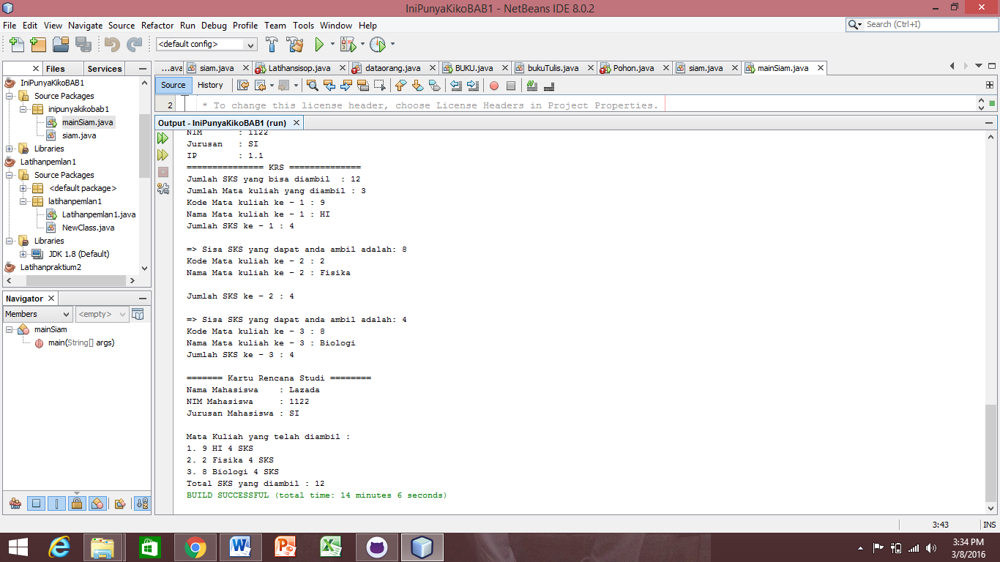 IniPunyaKikoBAB1 - NetBeans IDE 8.0.2
File Edit View Navigate Source Refactor Run Debug Profile Team Tools Window Help
Search (Ctrl+I)
<default config>
Files Services
IniPunyaKikoBAB1
Source Packages
inipunyakikobab1
mainSiam.java
siam.java
Libraries
Latihanpemlan1
Source Packages
<default package>
latihanpemlan1
Latihanpemlan1.java
NewClass.java
Libraries
JDK 1.8 (Default)
Latihanpraktium2
Navigator
Members <empty>
mainSiam
main(String[] args)
...ava siam.java Latihansisop.java dataorang.java BUKU.java bukuTulis.java Pohon.java siam.java mainSiam.java
Source History
2 * To change this license header, choose License Headers in Project Properties.
Output - IniPunyaKikoBAB1 (run)
NIM : 1122
Jurusan : SI
IP : 1.1
=============== KRS ==============
Jumlah SKS yang bisa diambil : 12
Jumlah Mata kuliah yang diambil : 3
Kode Mata kuliah ke - 1 : 9
Nama Mata kuliah ke - 1 : HI
Jumlah SKS ke - 1 : 4
=> Sisa SKS yang dapat anda ambil adalah: 8
Kode Mata kuliah ke - 2 : 2
Nama Mata kuliah ke - 2 : Fisika
Jumlah SKS ke - 2 : 4
=> Sisa SKS yang dapat anda ambil adalah: 4
Kode Mata kuliah ke - 3 : 8
Nama Mata kuliah ke - 3 : Biologi
Jumlah SKS ke - 3 : 4
======= Kartu Rencana Studi ========
Nama Mahasiswa : Lazada
NIM Mahasiswa : 1122
Jurusan Mahasiswa : SI
Mata Kuliah yang telah diambil :
1. 9 HI 4 SKS
2. 2 Fisika 4 SKS
3. 8 Biologi 4 SKS
Total SKS yang diambil : 12
BUILD SUCCESSFUL (total time: 14 minutes 6 seconds)
3:43 INS
3:34 PM
3/8/2016